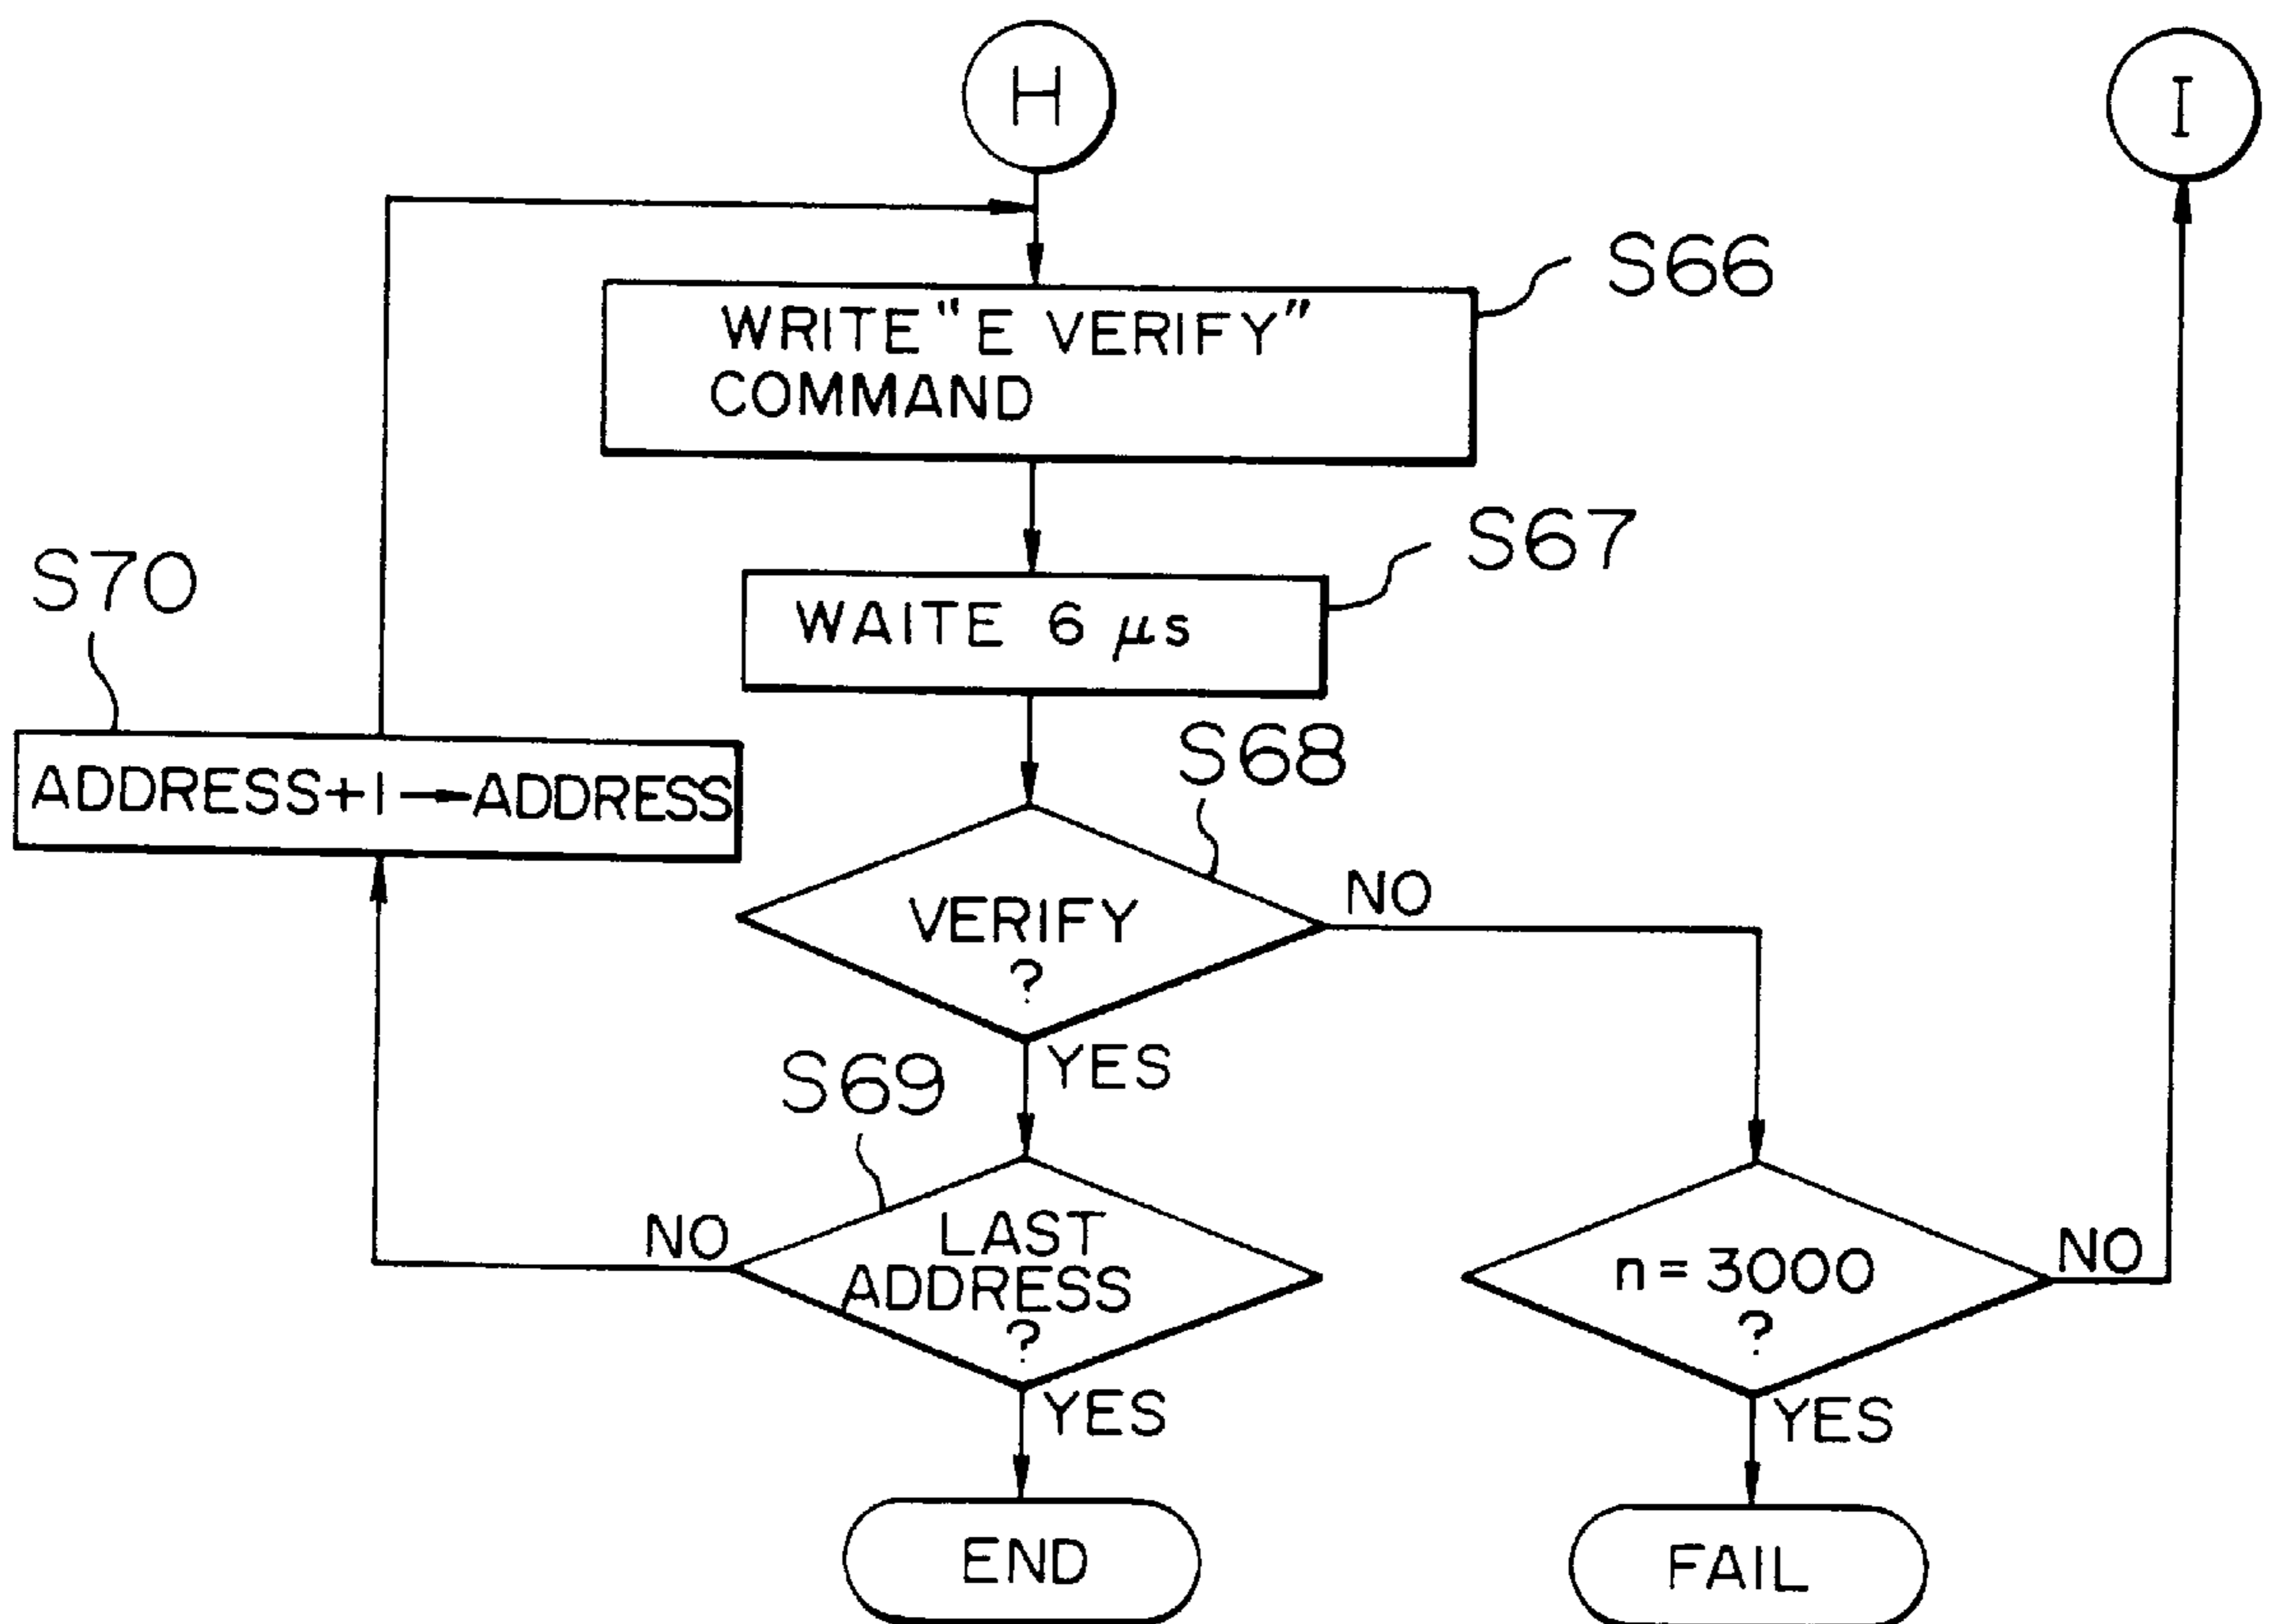 H
I
S66
WRITE "E VERIFY"
COMMAND
S67
WAITE 6 μs
S70
ADDRESS+1→ADDRESS
S68
VERIFY
?
NO
YES
S69
LAST
ADDRESS
?
NO
YES
n=3000
?
NO
YES
END
FAIL